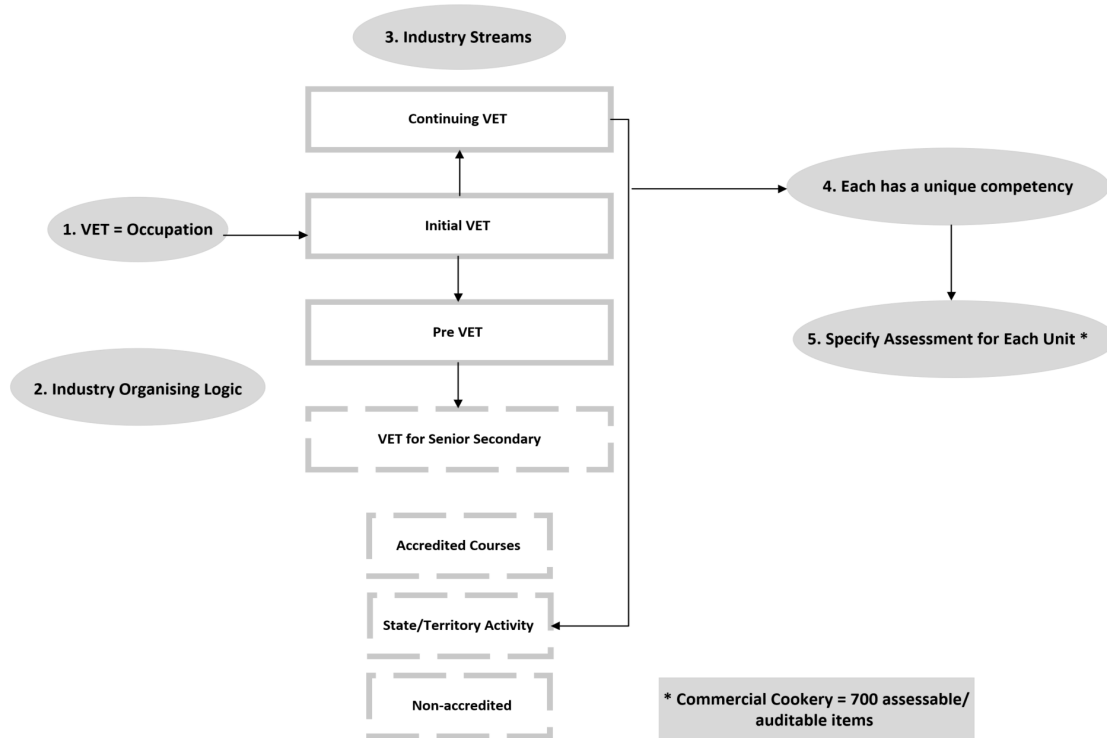 3. Industry Streams
Continuing VET
4. Each has a unique competency
1. VET = Occupation
Initial VET
Pre VET
5. Specify Assessment for Each Unit *
2. Industry Organising Logic
VET for Senior Secondary
Accredited Courses
State/Territory Activity
Non-accredited
* Commercial Cookery = 700 assessable/
auditable items